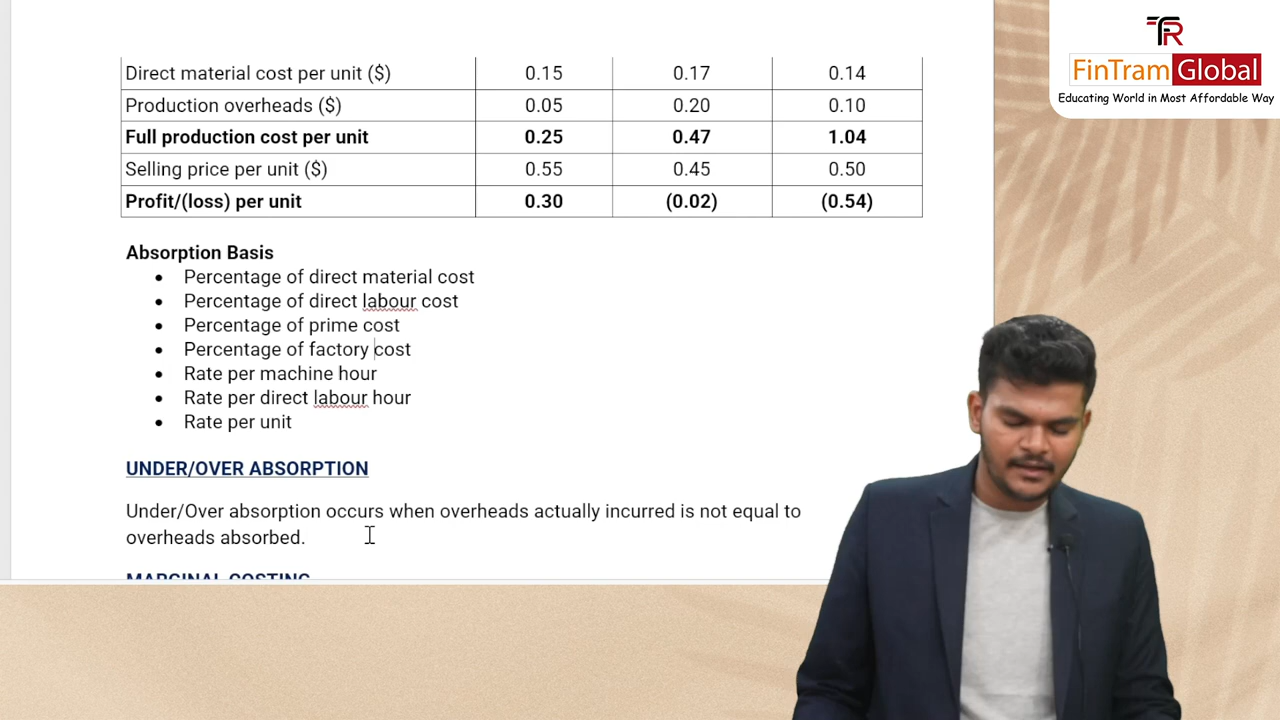 TR
FinTram Global
Educating World in Most Affordable Way
Direct material cost per unit ($) 0.15 0.17 0.14
Production overheads ($) 0.05 0.20 0.10
Full production cost per unit 0.25 0.47 1.04
Selling price per unit ($) 0.55 0.45 0.50
Profit/(loss) per unit 0.30 (0.02) (0.54)
Absorption Basis
• Percentage of direct material cost
• Percentage of direct labour cost
• Percentage of prime cost
• Percentage of factory cost
• Rate per machine hour
• Rate per direct labour hour
• Rate per unit
UNDER/OVER ABSORPTION
Under/Over absorption occurs when overheads actually incurred is not equal to
overheads absorbed.
MARGINAL COSTING